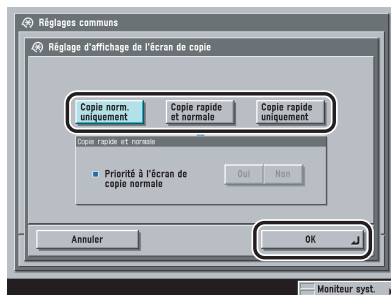 Réglages communs
Réglage d'affichage de l'écran de copie
Copie norm.
uniquement
Copie rapide
et normale
Copie rapide
uniquement
Copie rapide et normale
Priorité à l'écran de
copie normale
Oui
Non
Annuler
OK
Moniteur syst.